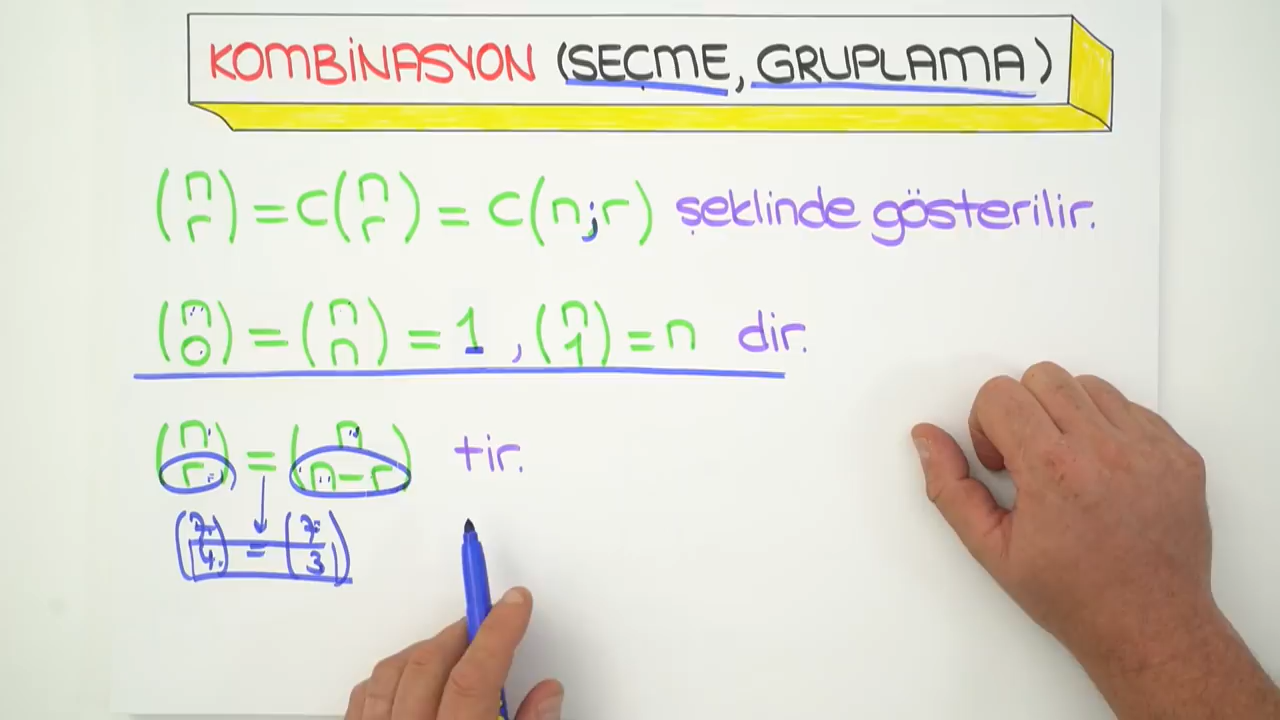 KOMBİNASYON (SEÇME, GRUPLAMA)
(n r) = C(n r) = C(n;r) şeklinde gösterilir.
(n 0) = (n n) = 1, (n 1) = n dir.
(n r) = (n n-r) tir.
(7 4) = (7 3)